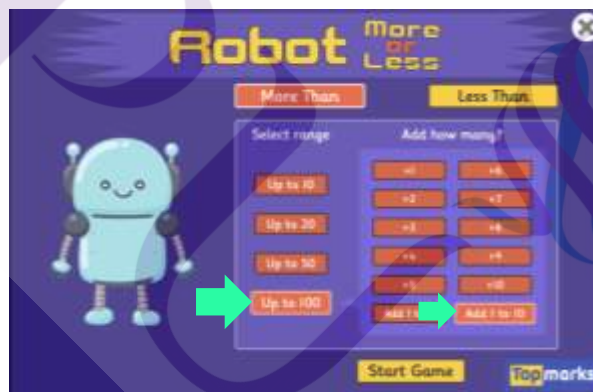 Robot More or Less
More Than
Less Than
Select range
Add how many?
Up to 10
Up to 20
Up to 50
Up to 100
+1
+6
+2
+7
+3
+8
+4
+9
+5
+10
Add 1 to 10
Start Game
Topmarks